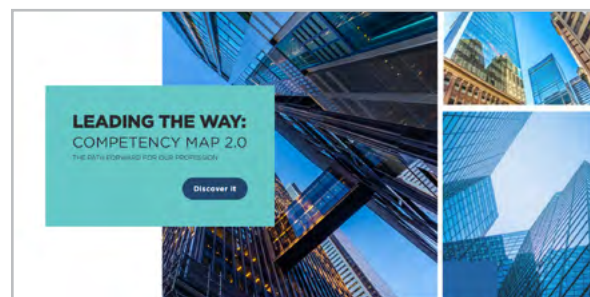 LEADING THE WAY:
COMPETENCY MAP 2.0
THE PATH FORWARD FOR OUR PROFESSION
Discover it